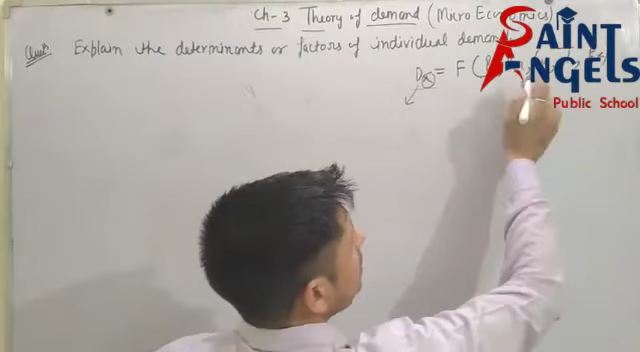 Ch-3 Theory of demand (Micro Economics)
Ques Explain the determinants or factors of individual demand
Dx = F (P
SAINT
ANGELS
Public School